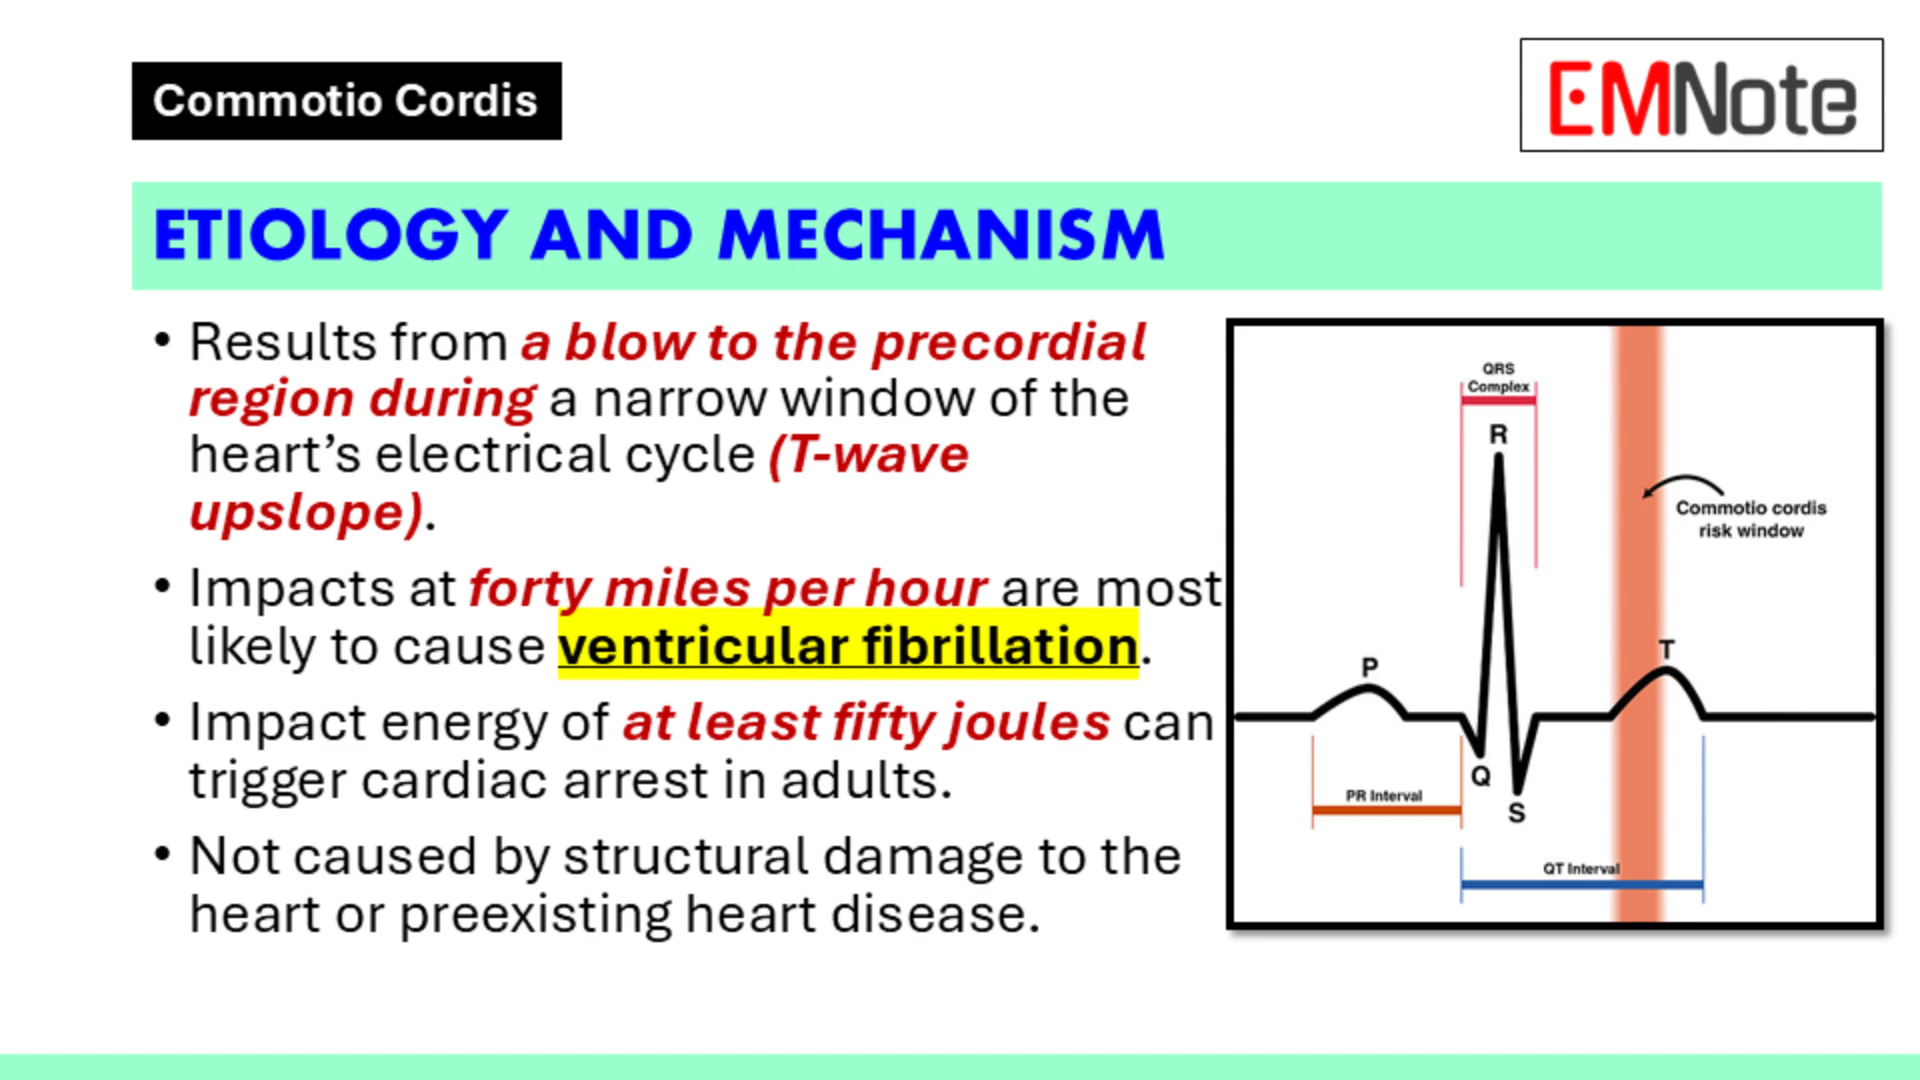 Commotio Cordis
EMNote
ETIOLOGY AND MECHANISM
• Results from a blow to the precordial
region during a narrow window of the
heart’s electrical cycle (T-wave
upslope).
• Impacts at forty miles per hour are most
likely to cause ventricular fibrillation.
• Impact energy of at least fifty joules can
trigger cardiac arrest in adults.
• Not caused by structural damage to the
heart or preexisting heart disease.
QRS
Complex
R
Commotio cordis
risk window
T
P
Q
PR Interval
S
QT Interval